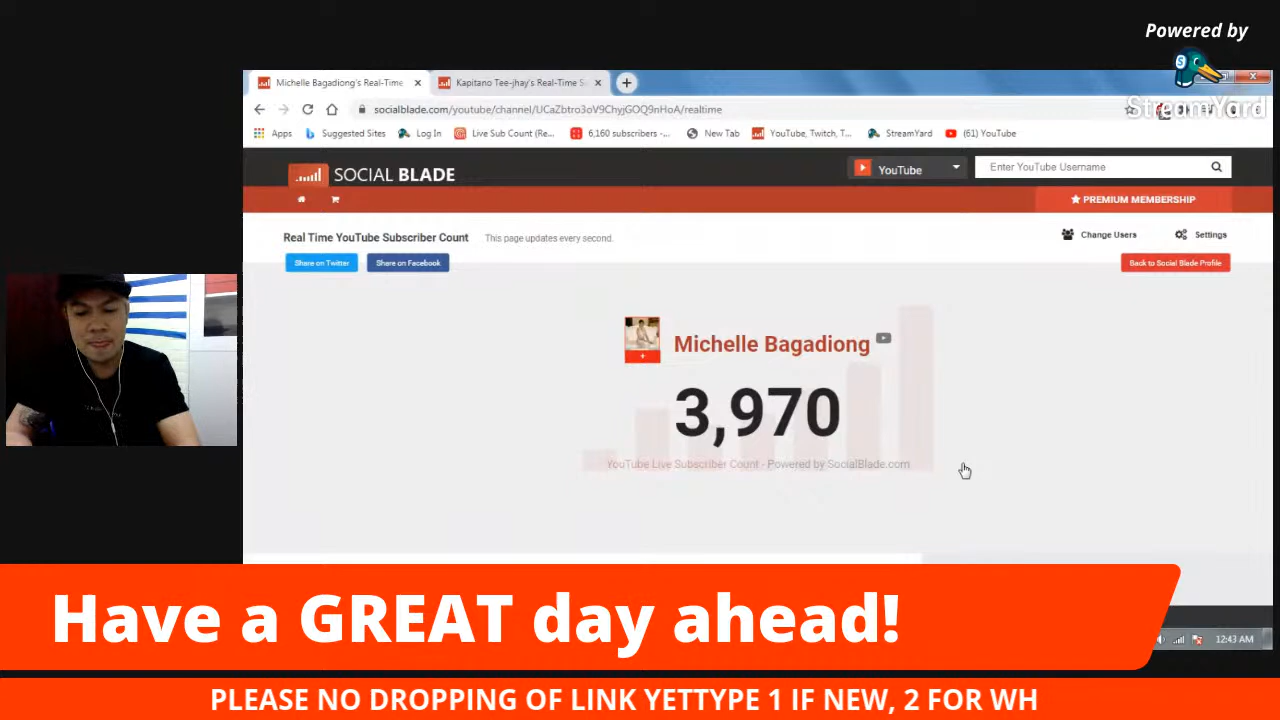 Powered by
StreamYard
Michelle Bagadiong's Real-Time
Kapitano Tee-jhay's Real-Time S
socialblade.com/youtube/channel/UCaZbtro3oV9ChyjGOQ9nHoA/realtime
Apps
Suggested Sites
Log In
Live Sub Count (Re...
6,160 subscribers -...
New Tab
YouTube, Twitch, T...
StreamYard
(61) YouTube
SOCIAL BLADE
YouTube
Enter YouTube Username
PREMIUM MEMBERSHIP
Real Time YouTube Subscriber Count
This page updates every second.
Change Users
Settings
Share on Twitter
Share on Facebook
Back to Social Blade Profile
Michelle Bagadiong
3,970
YouTube Live Subscriber Count - Powered by SocialBlade.com
Have a GREAT day ahead!
12:43 AM
PLEASE NO DROPPING OF LINK YETTYPE 1 IF NEW, 2 FOR WH